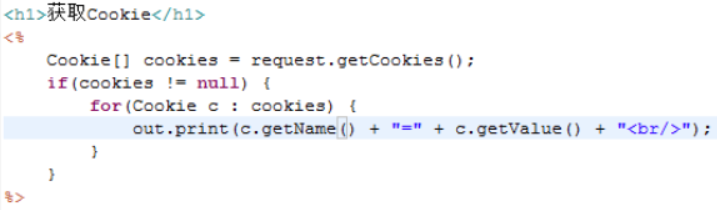 <h1>获取Cookie</h1>
<%
Cookie[] cookies = request.getCookies();
if(cookies != null) {
for(Cookie c : cookies) {
out.print(c.getName() + "=" + c.getValue() + "<br/>");
}
}
%>